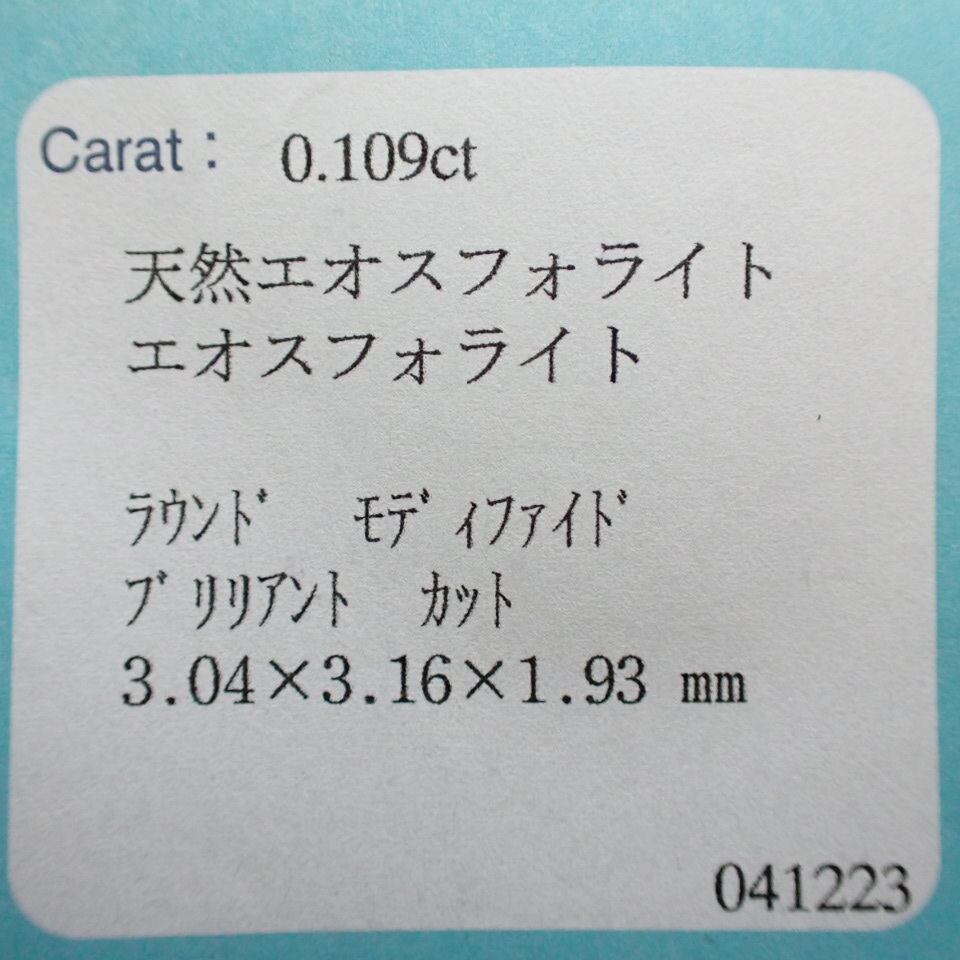 Carat： 0.109ct
天然エオスフォライト
エオスフォライト
ﾗｳﾝﾄﾞ ﾓﾃﾞｨﾌｧｲﾄﾞ
ﾌﾞﾘﾘｱﾝﾄ ｶｯﾄ
3.04×3.16×1.93 mm
041223